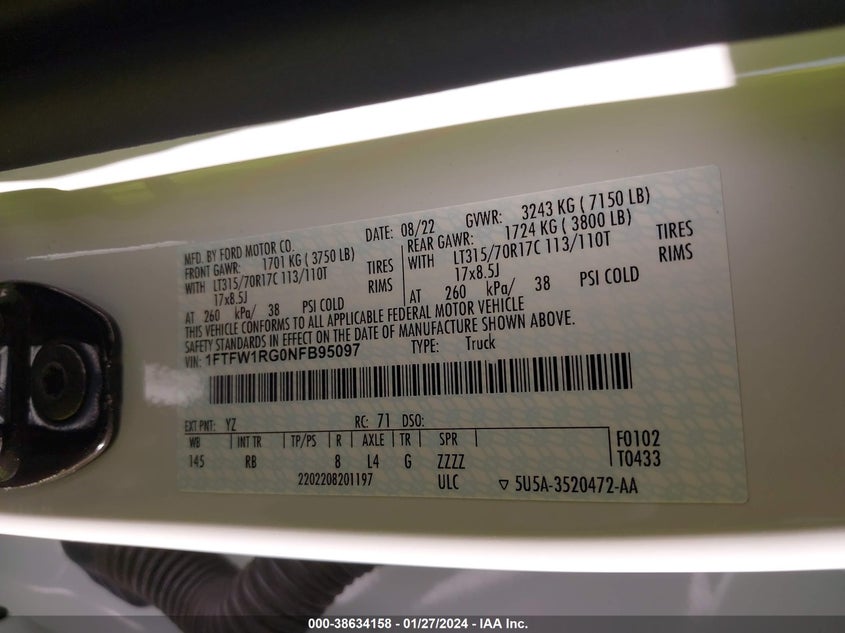 MFD. BY FORD MOTOR CO. DATE: 08/22 GVWR: 3243 KG ( 7150 LB)
FRONT GAWR: 1701 KG ( 3750 LB) REAR GAWR: 1724 KG ( 3800 LB)
WITH LT315/70R17C 113/110T TIRES WITH LT315/70R17C 113/110T TIRES
17x8.5J RIMS 17x8.5J RIMS
AT 260 kPa/ 38 PSI COLD AT 260 kPa/ 38 PSI COLD
THIS VEHICLE CONFORMS TO ALL APPLICABLE FEDERAL MOTOR VEHICLE
SAFETY STANDARDS IN EFFECT ON THE DATE OF MANUFACTURE SHOWN ABOVE.
VIN: 1FTFW1RG0NFB95097 TYPE: Truck
EXT PNT: YZ RC: 71 DSO:
WB INT TR TP/PS R AXLE TR SPR F0102
145 RB 8 L4 G ZZZZ T0433
2202208201197 ULC ▽ 5U5A-3520472-AA
000-38634158 - 01/27/2024 - IAA Inc.